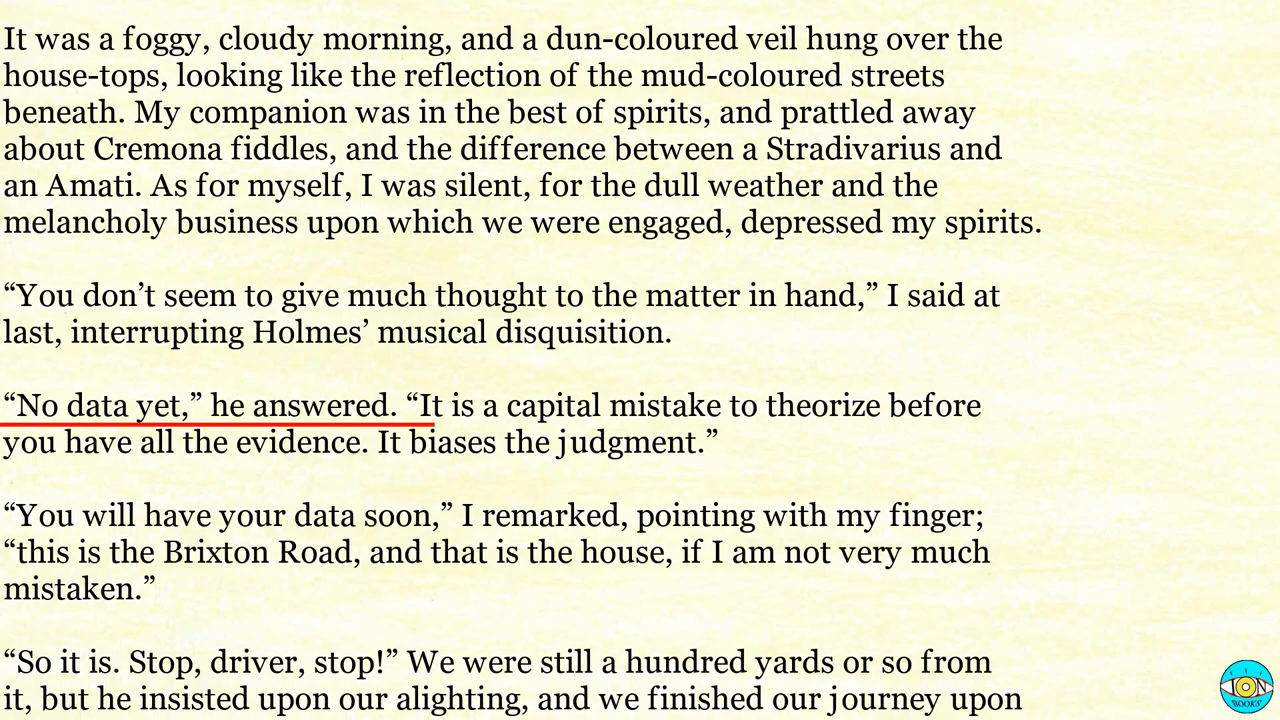 It was a foggy, cloudy morning, and a dun-coloured veil hung over the
house-tops, looking like the reflection of the mud-coloured streets
beneath. My companion was in the best of spirits, and prattled away
about Cremona fiddles, and the difference between a Stradivarius and
an Amati. As for myself, I was silent, for the dull weather and the
melancholy business upon which we were engaged, depressed my spirits.
“You don’t seem to give much thought to the matter in hand,” I said at
last, interrupting Holmes’ musical disquisition.
“No data yet,” he answered. “It is a capital mistake to theorize before
you have all the evidence. It biases the judgment.”
“You will have your data soon,” I remarked, pointing with my finger;
“this is the Brixton Road, and that is the house, if I am not very much
mistaken.”
“So it is. Stop, driver, stop!” We were still a hundred yards or so from
it, but he insisted upon our alighting, and we finished our journey upon
ION
BOOKS